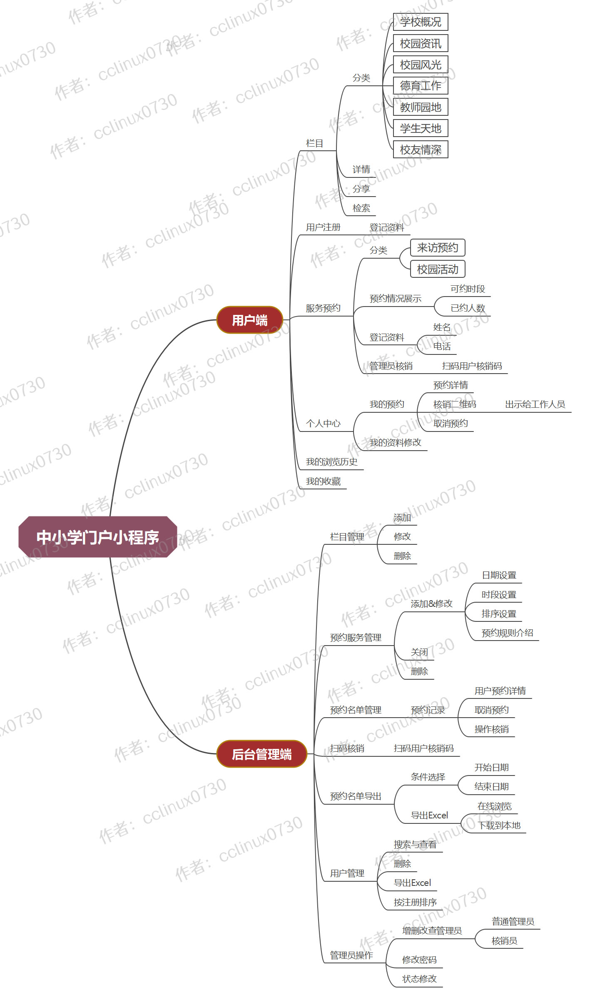 中小学门户小程序
用户端
栏目
分类
学校概况
校园资讯
校园风光
德育工作
教师园地
学生天地
校友情深
详情
分享
检索
用户注册
登记资料
服务预约
分类
来访预约
校园活动
预约情况展示
可约时段
已约人数
登记资料
姓名
电话
管理员核销
扫码用户核销码
个人中心
我的预约
预约详情
核销二维码
出示给工作人员
取消预约
我的资料修改
我的浏览历史
我的收藏
后台管理端
栏目管理
添加
修改
删除
预约服务管理
添加&修改
日期设置
时段设置
排序设置
预约规则介绍
关闭
删除
预约名单管理
预约记录
用户预约详情
取消预约
操作核销
扫码核销
扫码用户核销码
预约名单导出
条件选择
开始日期
结束日期
导出Excel
在线浏览
下载到本地
用户管理
搜索与查看
删除
导出Excel
按注册排序
管理员操作
增删改查管理员
普通管理员
核销员
修改密码
状态修改
作者：cclinux0730